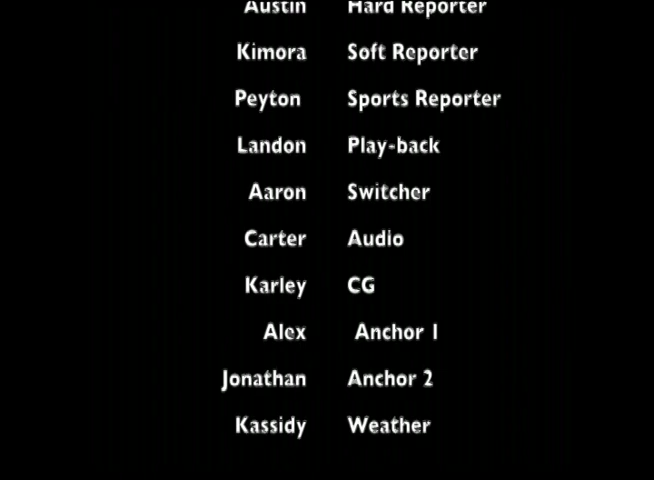 Austin Hard Reporter
Kimora Soft Reporter
Peyton Sports Reporter
Landon Play-back
Aaron Switcher
Carter Audio
Karley CG
Alex Anchor 1
Jonathan Anchor 2
Kassidy Weather